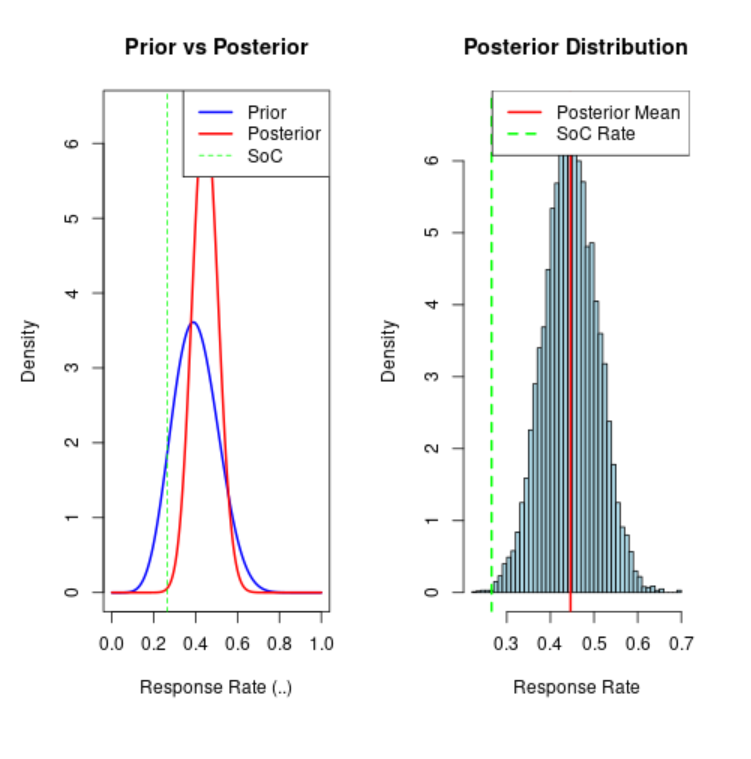 Prior vs Posterior
Prior
Posterior
SoC
Density
0
1
2
3
4
5
6
0.0 0.2 0.4 0.6 0.8 1.0
Response Rate (..)
Posterior Distribution
Posterior Mean
SoC Rate
Density
0
1
2
3
4
5
6
0.3 0.4 0.5 0.6 0.7
Response Rate